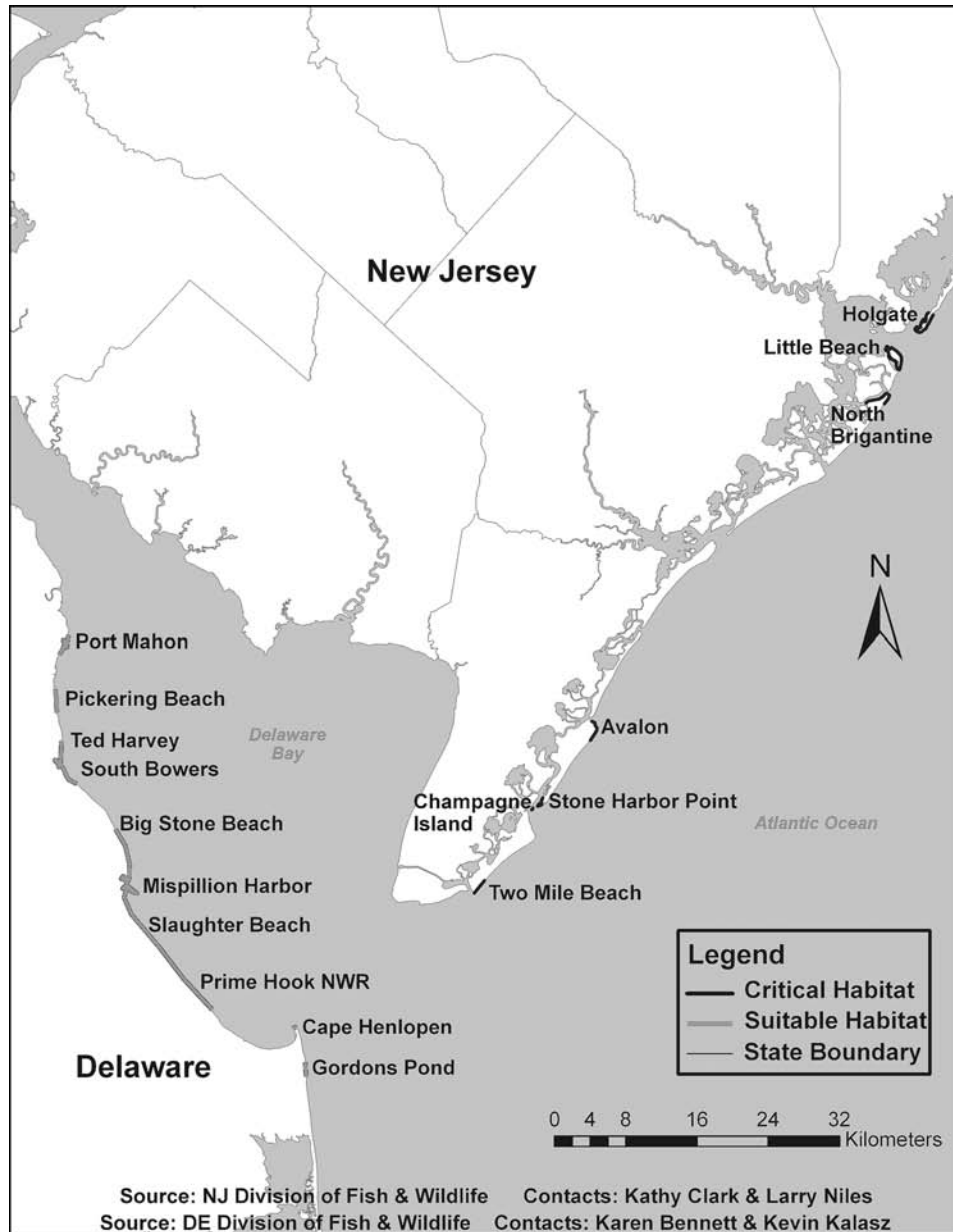 New Jersey
Holgate
Little Beach
North
Brigantine
N
Port Mahon
Pickering Beach
Delaware
Bay
Ted Harvey
South Bowers
Avalon
Champagne
Island
Stone Harbor Point
Atlantic Ocean
Big Stone Beach
Mispillion Harbor
Two Mile Beach
Slaughter Beach
Prime Hook NWR
Cape Henlopen
Delaware
Gordons Pond
Legend
Critical Habitat
Suitable Habitat
State Boundary
0 4 8 16 24 32
Kilometers
Source: NJ Division of Fish & Wildlife Contacts: Kathy Clark & Larry Niles
Source: DE Division of Fish & Wildlife Contacts: Karen Bennett & Kevin Kalasz